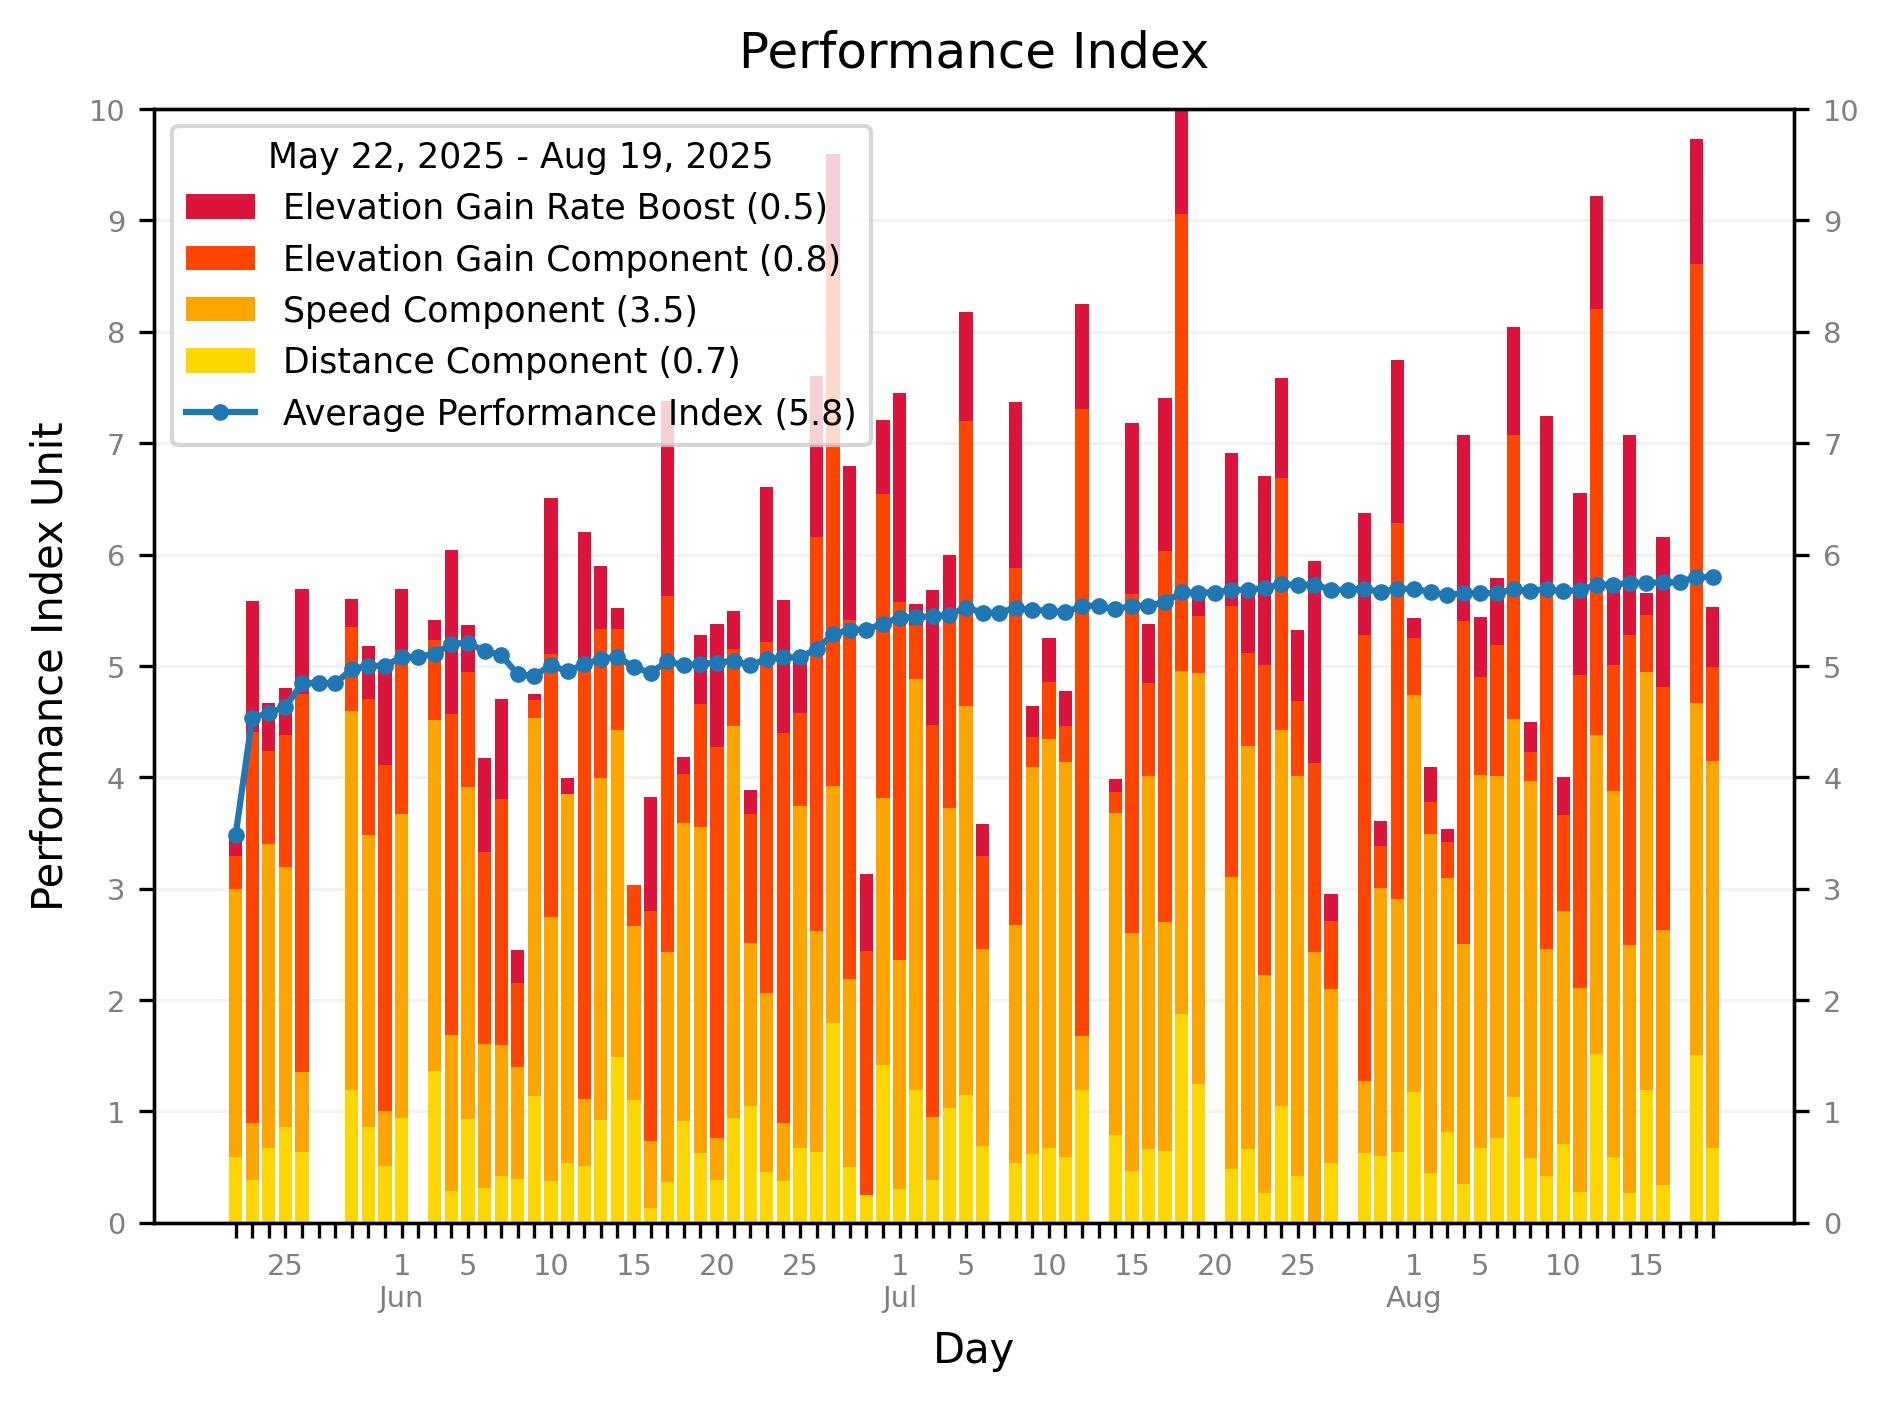 Performance Index
May 22, 2025 - Aug 19, 2025
Elevation Gain Rate Boost (0.5)
Elevation Gain Component (0.8)
Speed Component (3.5)
Distance Component (0.7)
Average Performance Index (5.8)
Performance Index Unit
10 10
9 9
8 8
7 7
6 6
5 5
4 4
3 3
2 2
1 1
0 0
25 1 5 10 15 20 25 1 5 10 15 20 25 1 5 10 15
Jun Jul Aug
Day